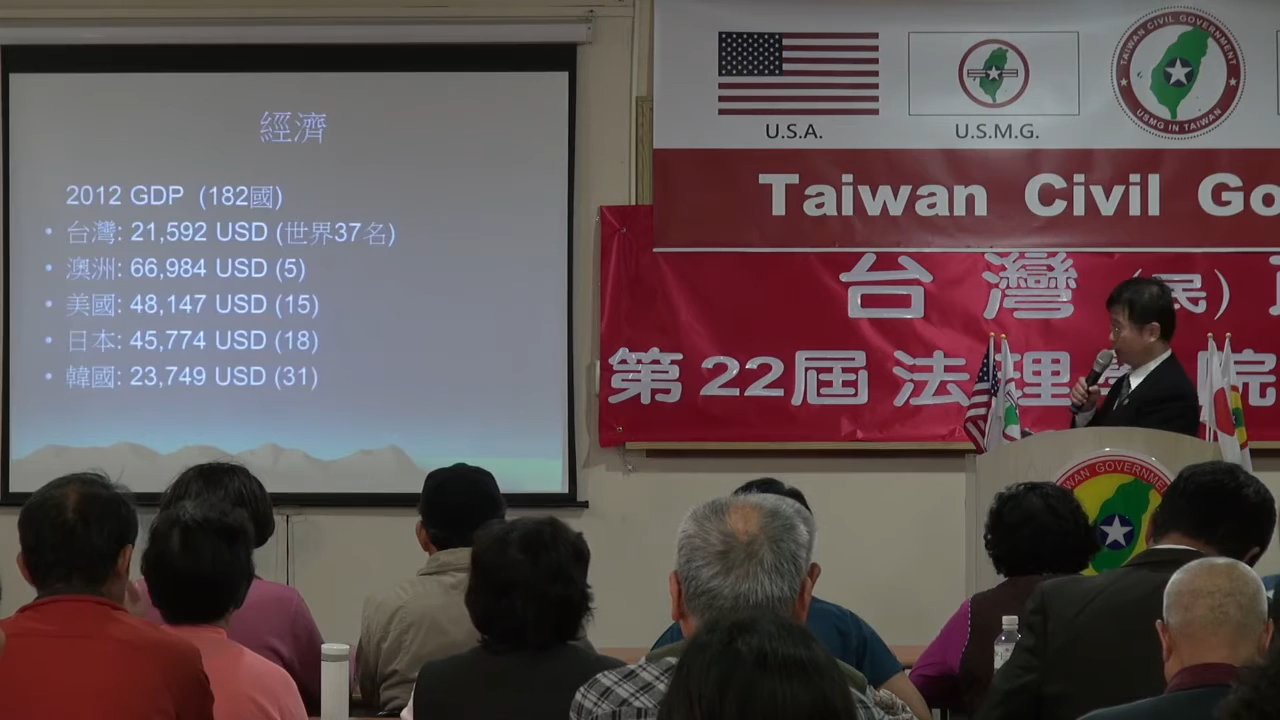 經濟
2012 GDP (182國)
• 台灣: 21,592 USD (世界37名)
• 澳洲: 66,984 USD (5)
• 美國: 48,147 USD (15)
• 日本: 45,774 USD (18)
• 韓國: 23,749 USD (31)
U.S.A.
U.S.M.G.
TAIWAN CIVIL GOVERNMENT
USMG IN TAIWAN
Taiwan Civil Go
台灣(民)
第22屆法理 院
WAN GOVERNMEN